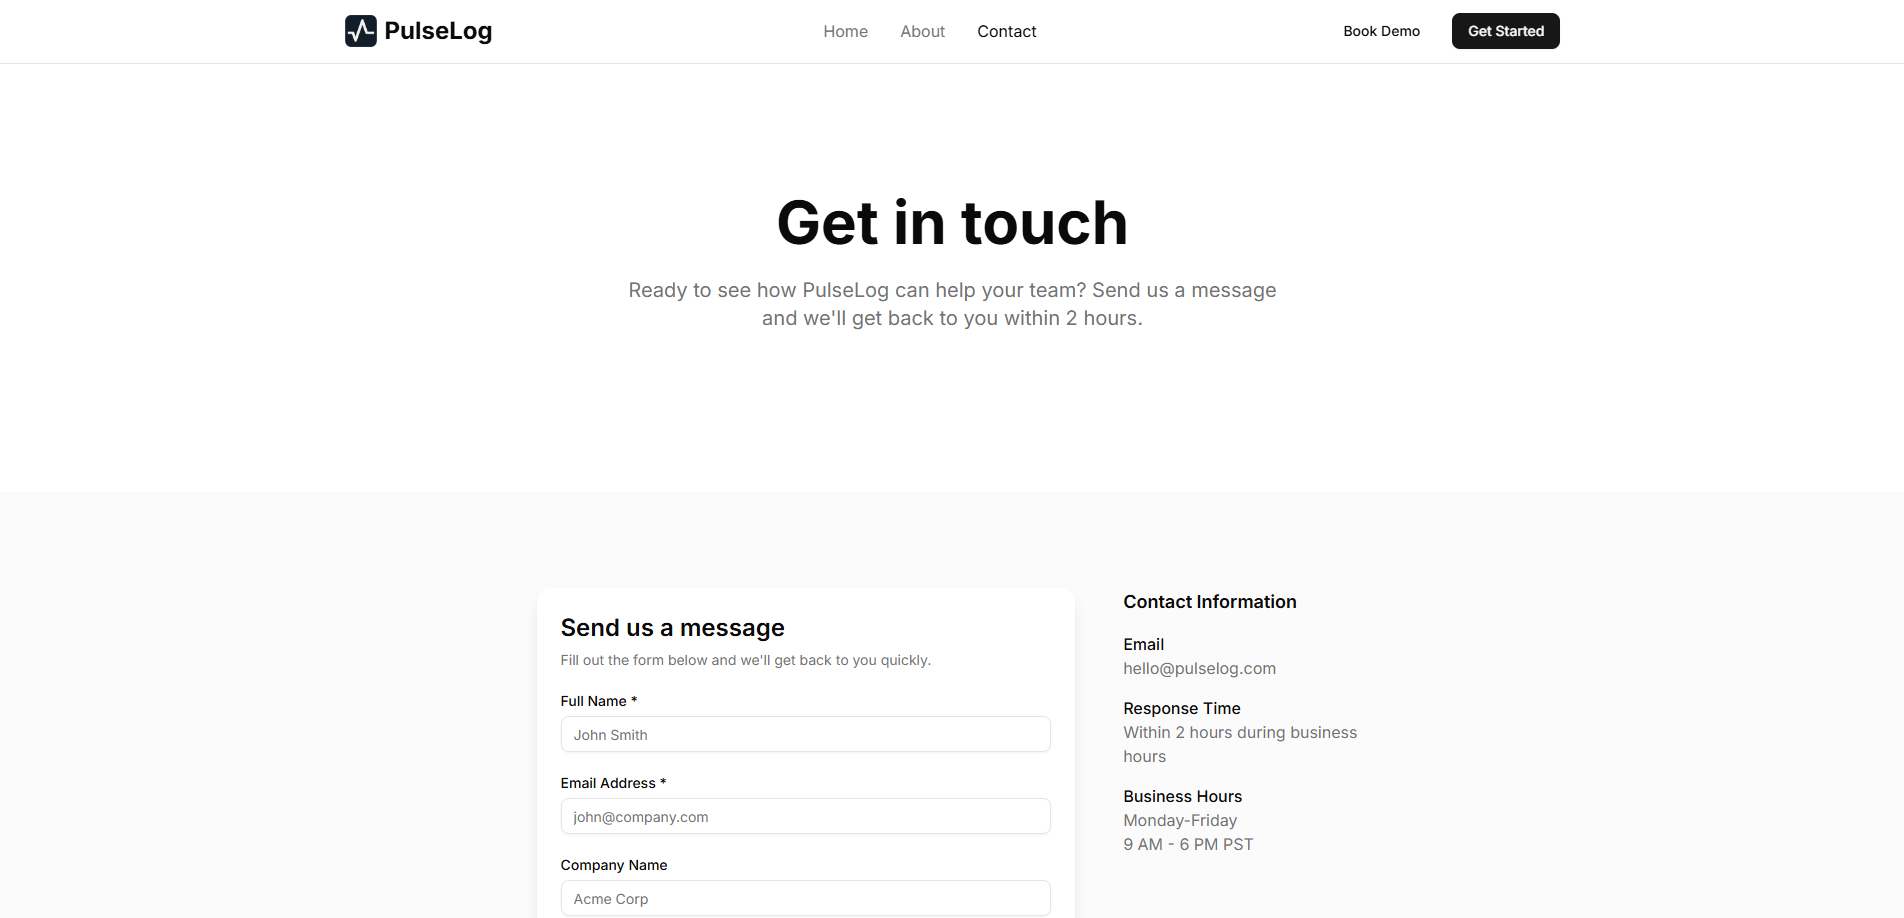 PulseLog
Home
About
Contact
Book Demo
Get Started
Get in touch
Ready to see how PulseLog can help your team? Send us a message
and we'll get back to you within 2 hours.
Send us a message
Fill out the form below and we'll get back to you quickly.
Full Name *
John Smith
Email Address *
john@company.com
Company Name
Acme Corp
Contact Information
Email
hello@pulselog.com
Response Time
Within 2 hours during business
hours
Business Hours
Monday-Friday
9 AM - 6 PM PST